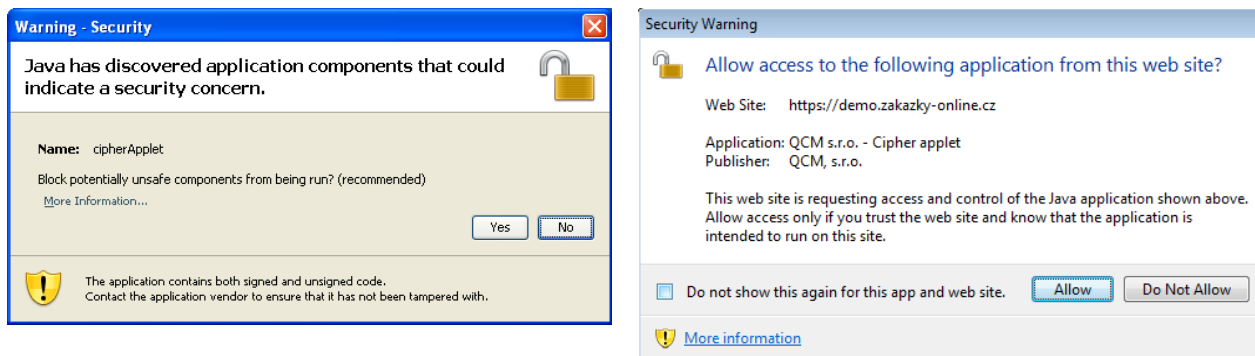 Warning - Security
Java has discovered application components that could
indicate a security concern.
Name: cipherApplet
Block potentially unsafe components from being run? (recommended)
More Information...
Yes No
The application contains both signed and unsigned code.
Contact the application vendor to ensure that it has not been tampered with.
Security Warning
Allow access to the following application from this web site?
Web Site: https://demo.zakazky-online.cz
Application: QCM s.r.o. - Cipher applet
Publisher: QCM, s.r.o.
This web site is requesting access and control of the Java application shown above.
Allow access only if you trust the web site and know that the application is
intended to run on this site.
Do not show this again for this app and web site. Allow Do Not Allow
More information